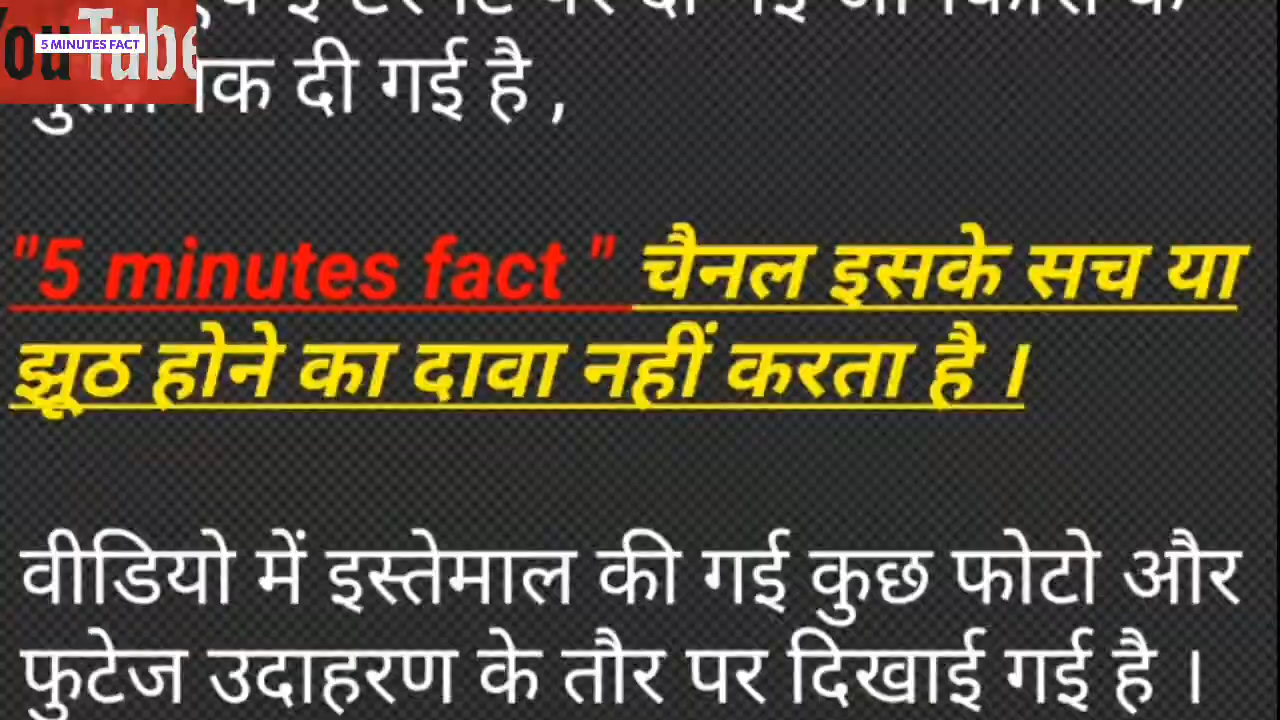 YouTube
5 MINUTES FACT
दी गई है ,
"5 minutes fact " चैनल इसके सच या
झूठ होने का दावा नहीं करता है ।
वीडियो में इस्तेमाल की गई कुछ फोटो और
फुटेज उदाहरण के तौर पर दिखाई गई है ।